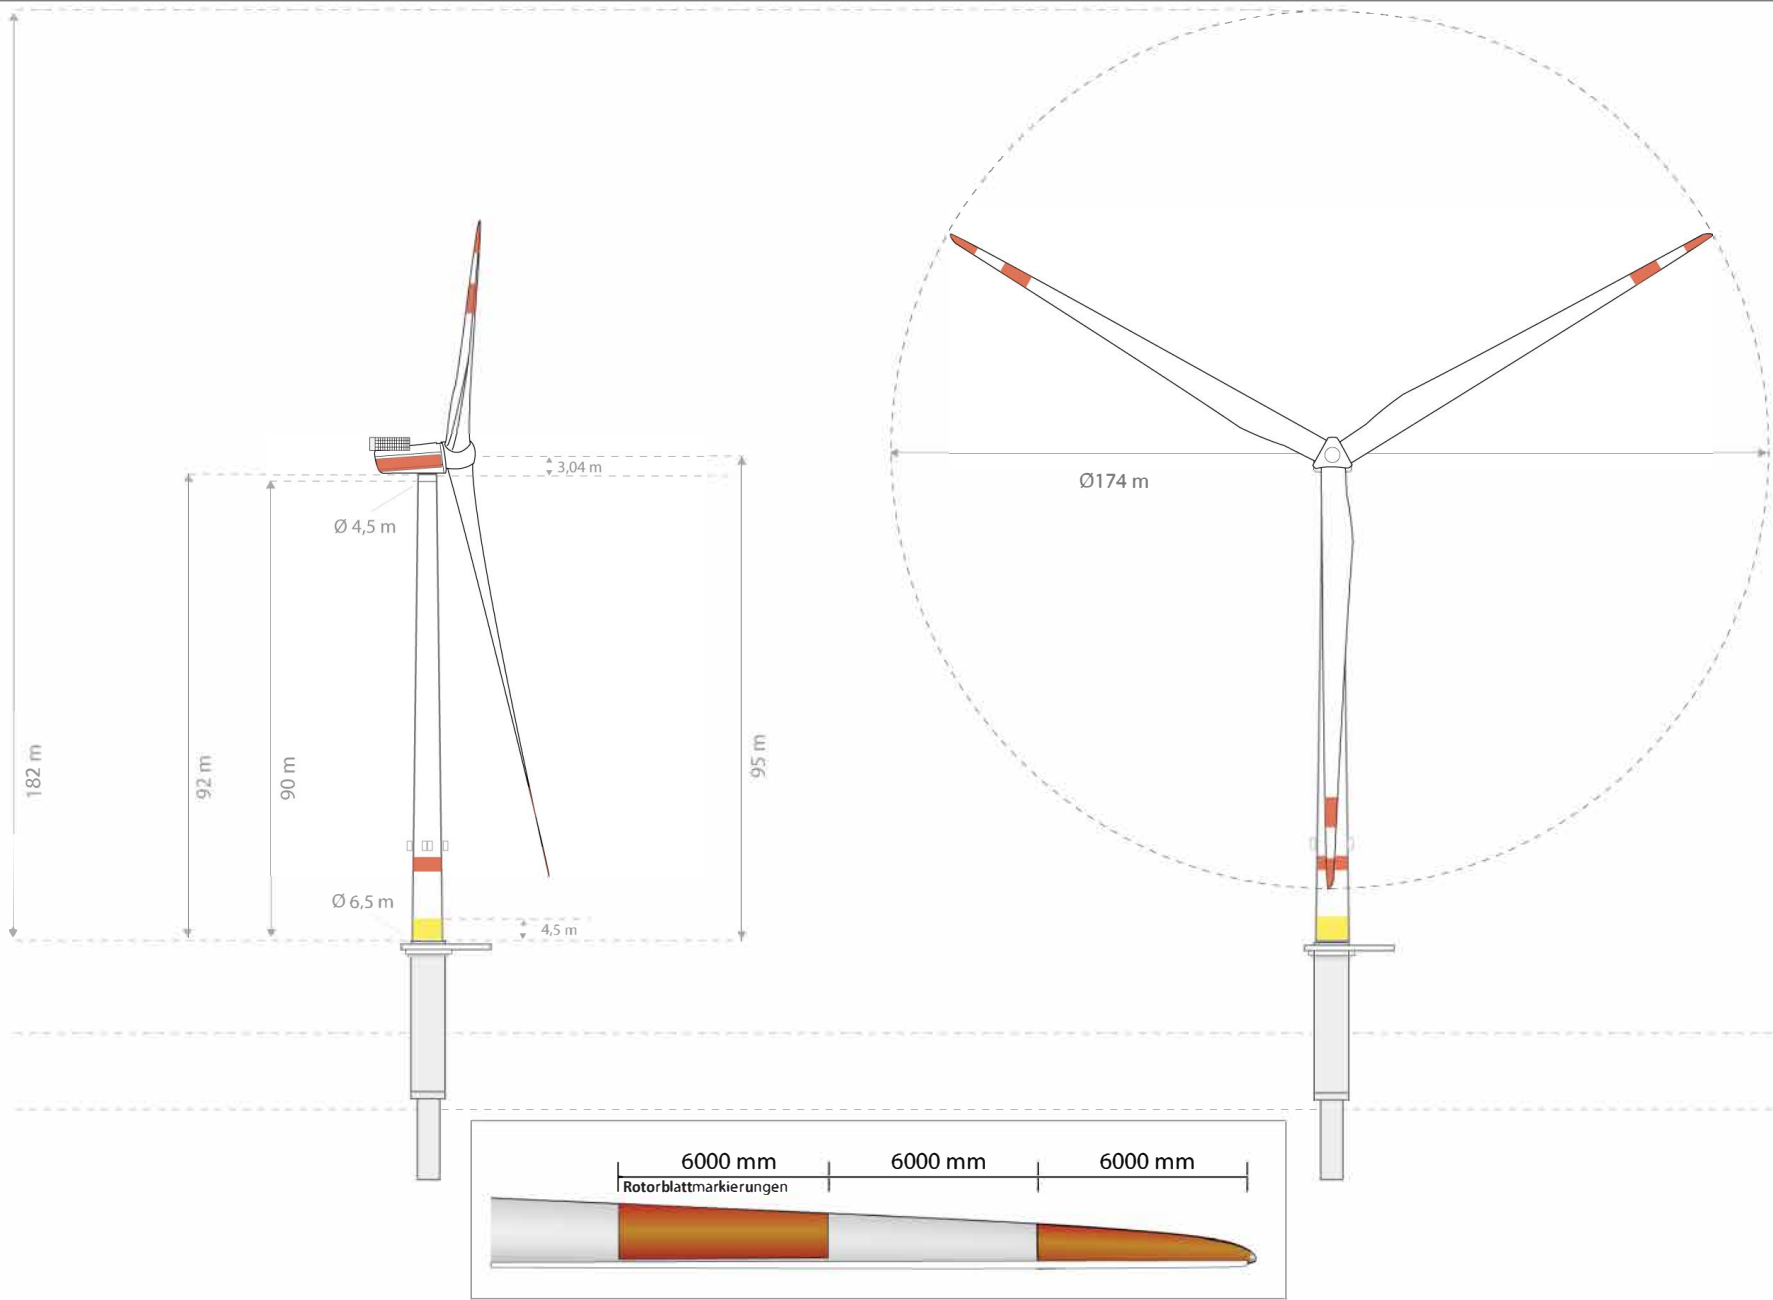 3,04 m
Ø174 m
Ø 4,5 m
182 m
92 m
90 m
95 m
Ø 6,5 m
4,5 m
6000 mm 6000 mm 6000 mm
Rotorblattmarkierungen